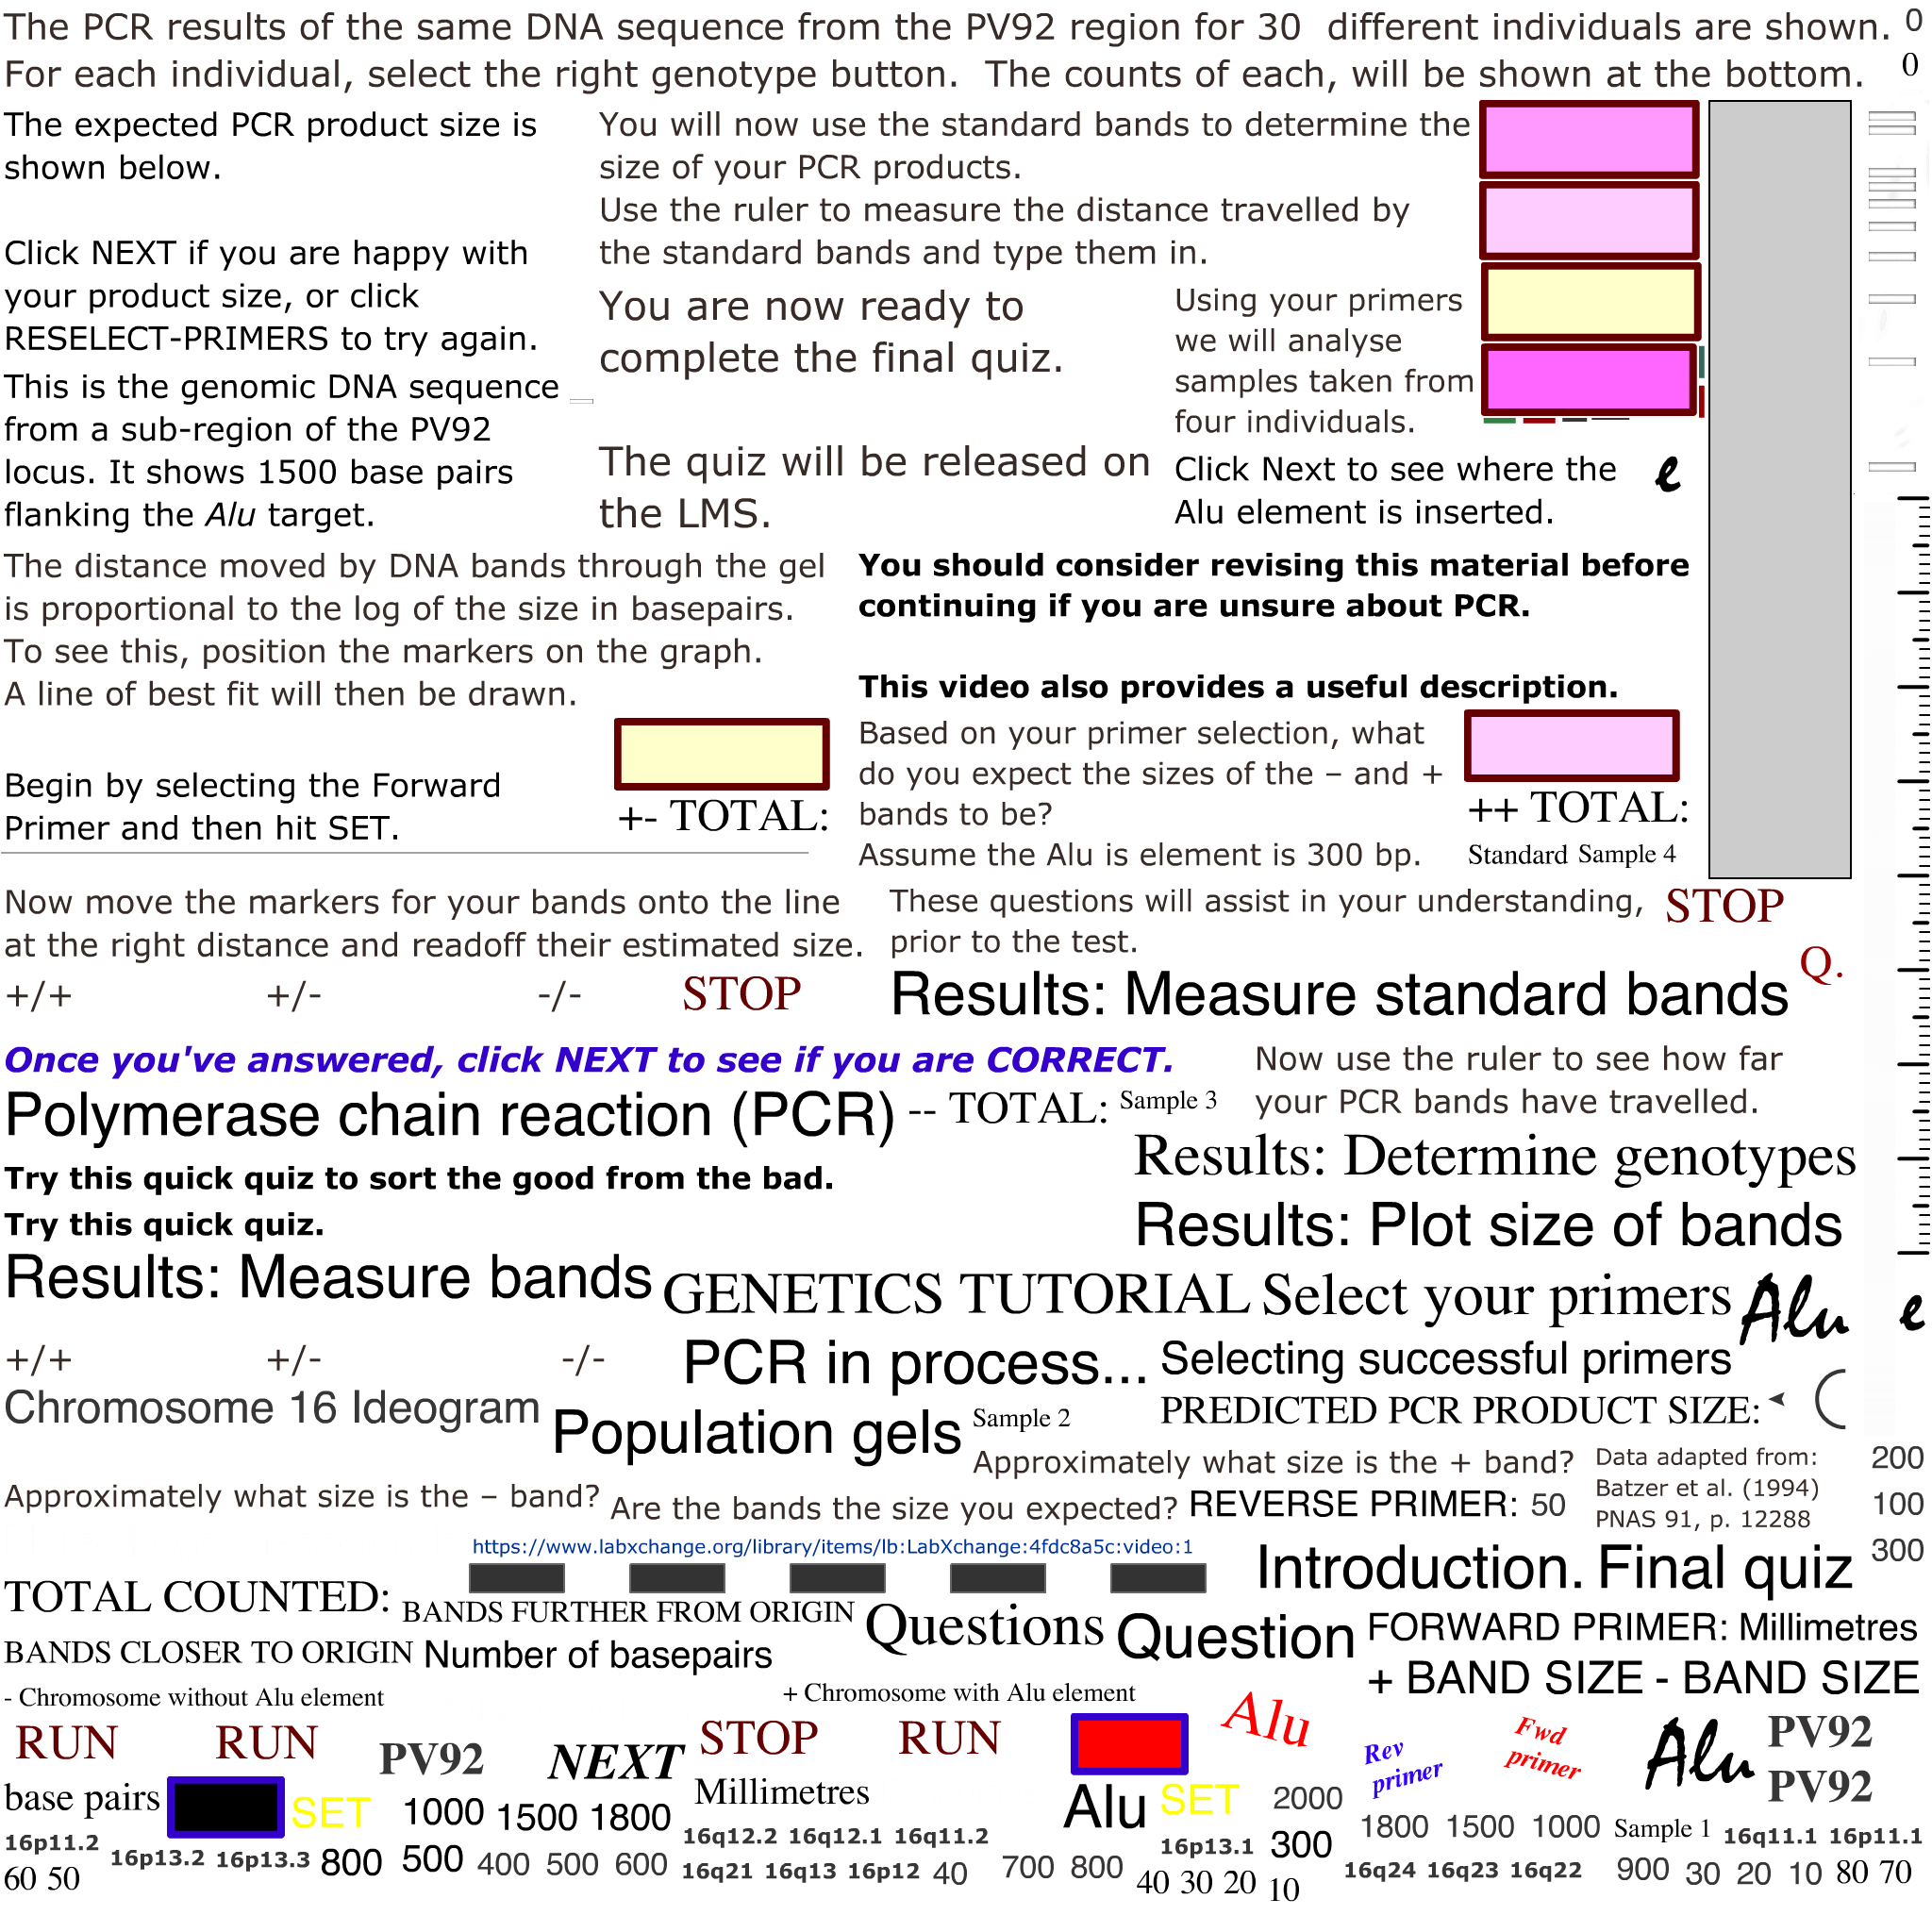 The PCR results of the same DNA sequence from the PV92 region for 30 different individuals are shown.
0
For each individual, select the right genotype button. The counts of each, will be shown at the bottom.
0
The expected PCR product size is
shown below.
Click NEXT if you are happy with
your product size, or click
RESELECT-PRIMERS to try again.
This is the genomic DNA sequence
from a sub-region of the PV92
locus. It shows 1500 base pairs
flanking the Alu target.
You will now use the standard bands to determine the
size of your PCR products.
Use the ruler to measure the distance travelled by
the standard bands and type them in.
You are now ready to
complete the final quiz.
The quiz will be released on
the LMS.
Using your primers
we will analyse
samples taken from
four individuals.
Click Next to see where the
Alu element is inserted.
e
The distance moved by DNA bands through the gel
is proportional to the log of the size in basepairs.
To see this, position the markers on the graph.
A line of best fit will then be drawn.
You should consider revising this material before
continuing if you are unsure about PCR.
This video also provides a useful description.
Begin by selecting the Forward
Primer and then hit SET.
+- TOTAL:
Based on your primer selection, what
do you expect the sizes of the – and +
bands to be?
Assume the Alu is element is 300 bp.
++ TOTAL:
Standard
Sample 4
Now move the markers for your bands onto the line
at the right distance and readoff their estimated size.
These questions will assist in your understanding,
prior to the test.
STOP
Q.
+/+
+/-
-/-
STOP
Results: Measure standard bands
Once you've answered, click NEXT to see if you are CORRECT.
Now use the ruler to see how far
your PCR bands have travelled.
Polymerase chain reaction (PCR)
-- TOTAL:
Sample 3
Results: Determine genotypes
Try this quick quiz to sort the good from the bad.
Try this quick quiz.
Results: Plot size of bands
Results: Measure bands
GENETICS TUTORIAL
Select your primers
Alu
e
+/+
+/-
-/-
PCR in process...
Selecting successful primers
Chromosome 16 Ideogram
Population gels
Sample 2
PREDICTED PCR PRODUCT SIZE:
Approximately what size is the + band?
Data adapted from:
Batzer et al. (1994)
PNAS 91, p. 12288
200
100
300
Approximately what size is the – band?
Are the bands the size you expected?
REVERSE PRIMER:
50
https://www.labxchange.org/library/items/lb:LabXchange:4fdc8a5c:video:1
Introduction.
Final quiz
TOTAL COUNTED:
BANDS FURTHER FROM ORIGIN
Questions
Question
FORWARD PRIMER:
Millimetres
BANDS CLOSER TO ORIGIN
Number of basepairs
+ BAND SIZE
- BAND SIZE
- Chromosome without Alu element
+ Chromosome with Alu element
RUN
RUN
PV92
NEXT
STOP
RUN
Alu
Rev
primer
Fwd
primer
Alu
PV92
PV92
base pairs
SET
1000
1500
1800
Millimetres
Alu
SET
2000
1800
1500
1000
Sample 1
16q11.1
16p11.1
16p11.2
16p13.2
16p13.3
800
500
400
500
600
16q12.2
16q12.1
16q11.2
16q21
16q13
16p12
40
700
800
16p13.1
300
40
30
20
10
16q24
16q23
16q22
900
30
20
10
80
70
60
50